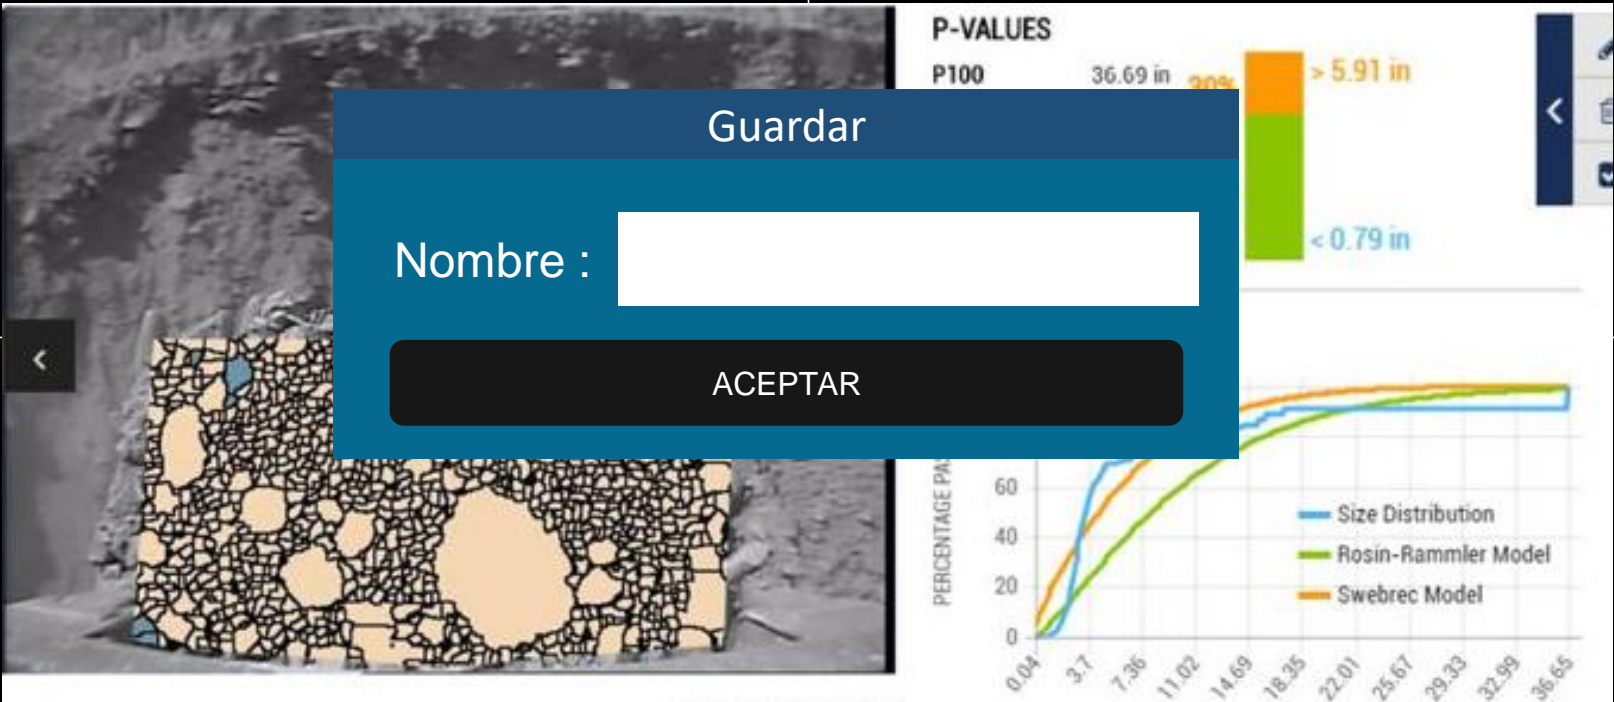 P-VALUES
P100 36.69 in 30% > 5.91 in
Guardar
< 0.79 in
Nombre :
ACEPTAR
PERCENTAGE PAS
60
40
20
0
Size Distribution
Rosin-Rammler Model
Swebrec Model
0.04 3.7 7.36 11.02 14.69 18.35 22.01 25.67 29.33 32.99 36.65